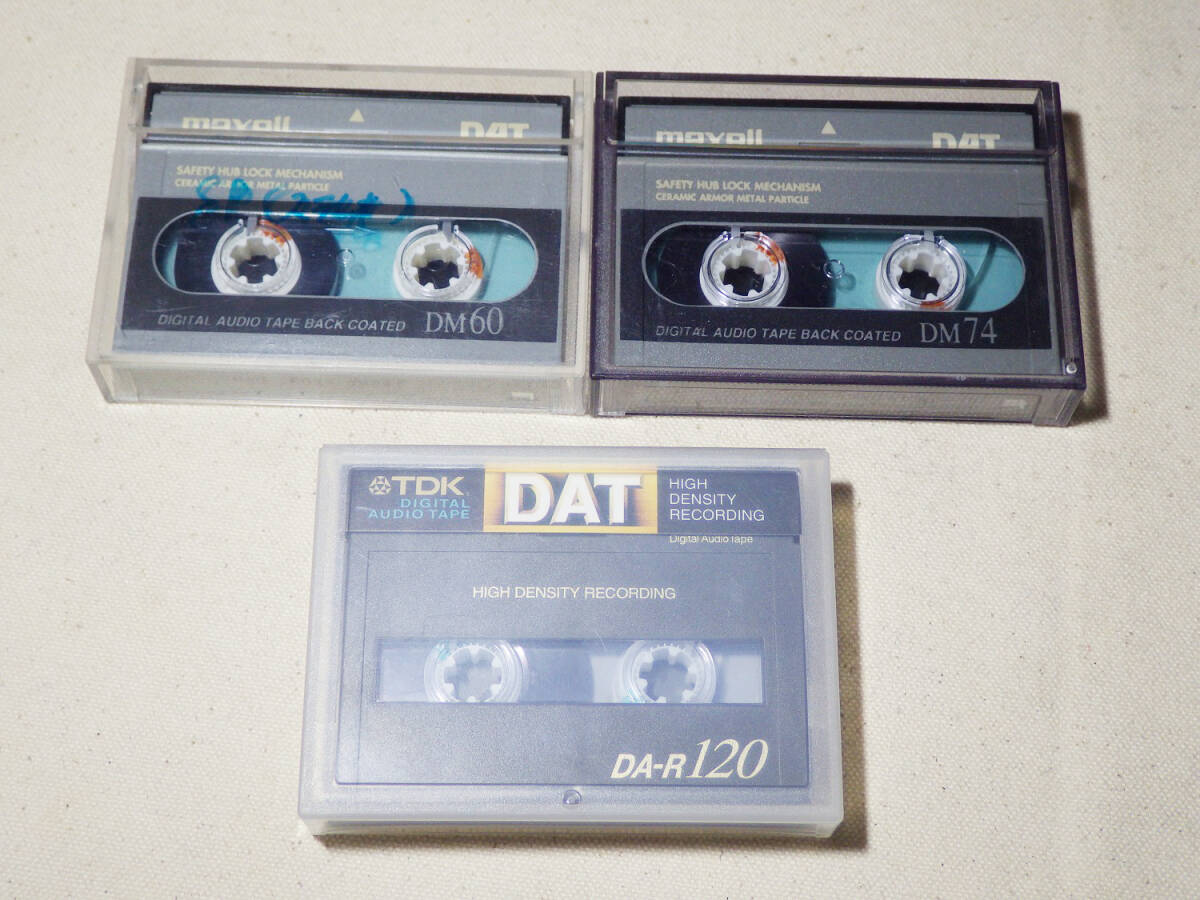 maxell DAT
SAFETY HUB LOCK MECHANISM
CERAMIC ARMOR METAL PARTICLE
DIGITAL AUDIO TAPE BACK COATED DM60
maxell DAT
SAFETY HUB LOCK MECHANISM
CERAMIC ARMOR METAL PARTICLE
DIGITAL AUDIO TAPE BACK COATED DM74
TDK
DIGITAL
AUDIO TAPE
DAT
HIGH
DENSITY
RECORDING
Digital Audio Tape
HIGH DENSITY RECORDING
DA-R120